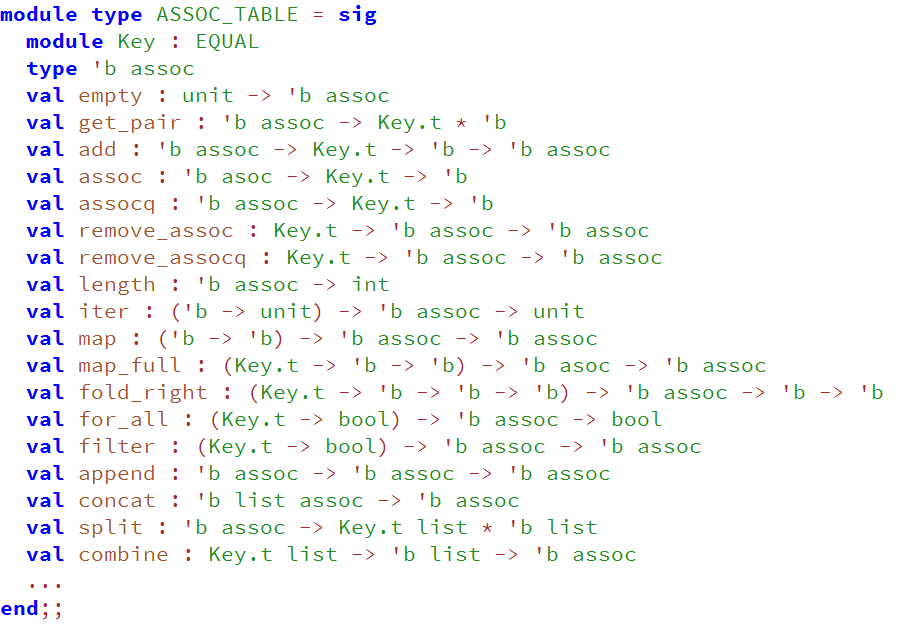 module type ASSOC_TABLE = sig
  module Key : EQUAL
  type 'b assoc
  val empty : unit -> 'b assoc
  val get_pair : 'b assoc -> Key.t * 'b
  val add : 'b assoc -> Key.t -> 'b -> 'b assoc
  val assoc : 'b asoc -> Key.t -> 'b
  val assocq : 'b assoc -> Key.t -> 'b
  val remove_assoc : Key.t -> 'b assoc -> 'b assoc
  val remove_assocq : Key.t -> 'b assoc -> 'b assoc
  val length : 'b assoc -> int
  val iter : ('b -> unit) -> 'b assoc -> unit
  val map : ('b -> 'b) -> 'b assoc -> 'b assoc
  val map_full : (Key.t -> 'b -> 'b) -> 'b asoc -> 'b assoc
  val fold_right : (Key.t -> 'b -> 'b -> 'b) -> 'b assoc -> 'b -> 'b
  val for_all : (Key.t -> bool) -> 'b assoc -> bool
  val filter : (Key.t -> bool) -> 'b assoc -> 'b assoc
  val append : 'b assoc -> 'b assoc -> 'b assoc
  val concat : 'b list assoc -> 'b assoc
  val split : 'b assoc -> Key.t list * 'b list
  val combine : Key.t list -> 'b list -> 'b assoc
  ...
end;;